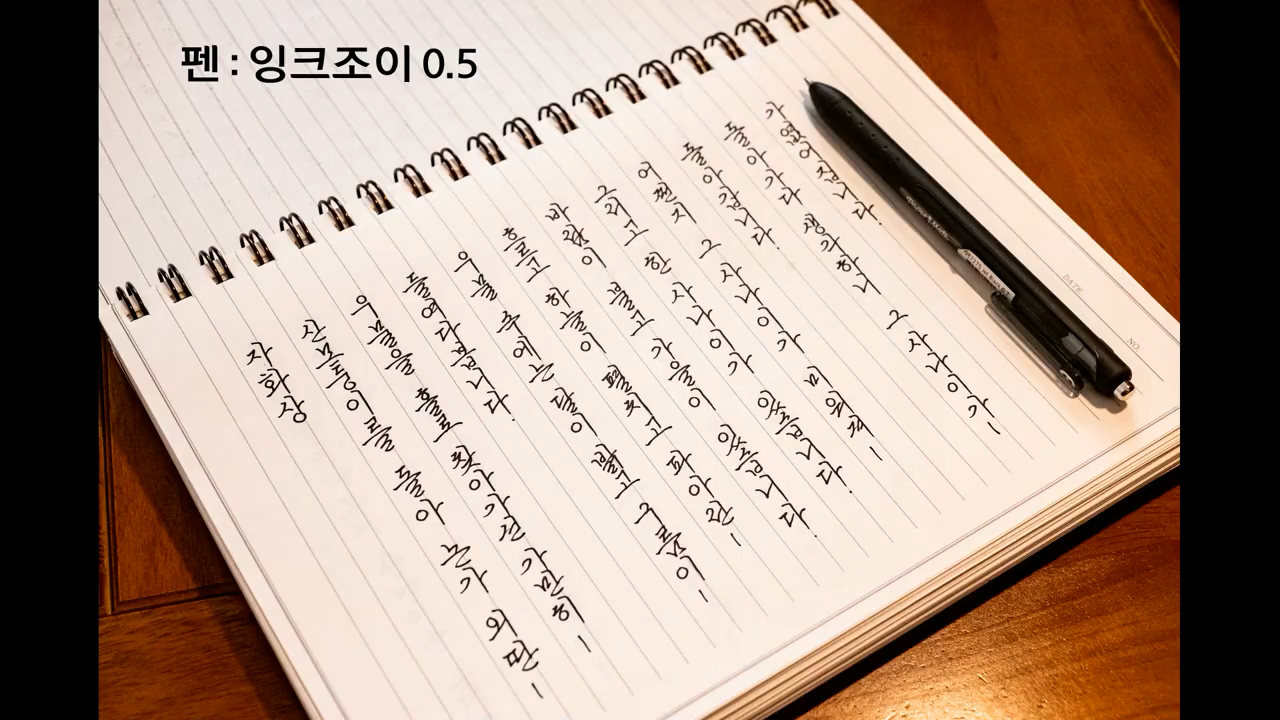 펜 : 잉크조이 0.5
자화상
산모퉁이를 돌아 논가 외딴-
우물을 홀로 찾아가선 가만히-
들여다봅니다.
우물 속에는 달이 밝고 구름이-
흐르고 하늘이 펼치고 파아란-
바람이 불고 가을이 있습니다.
그리고 한 사나이가 있습니다.
어쩐지 그 사나이가 미워져-
돌아갑니다.
돌아가다 생각하니 그 사나이가-
가엾어집니다.
DATE
NO.